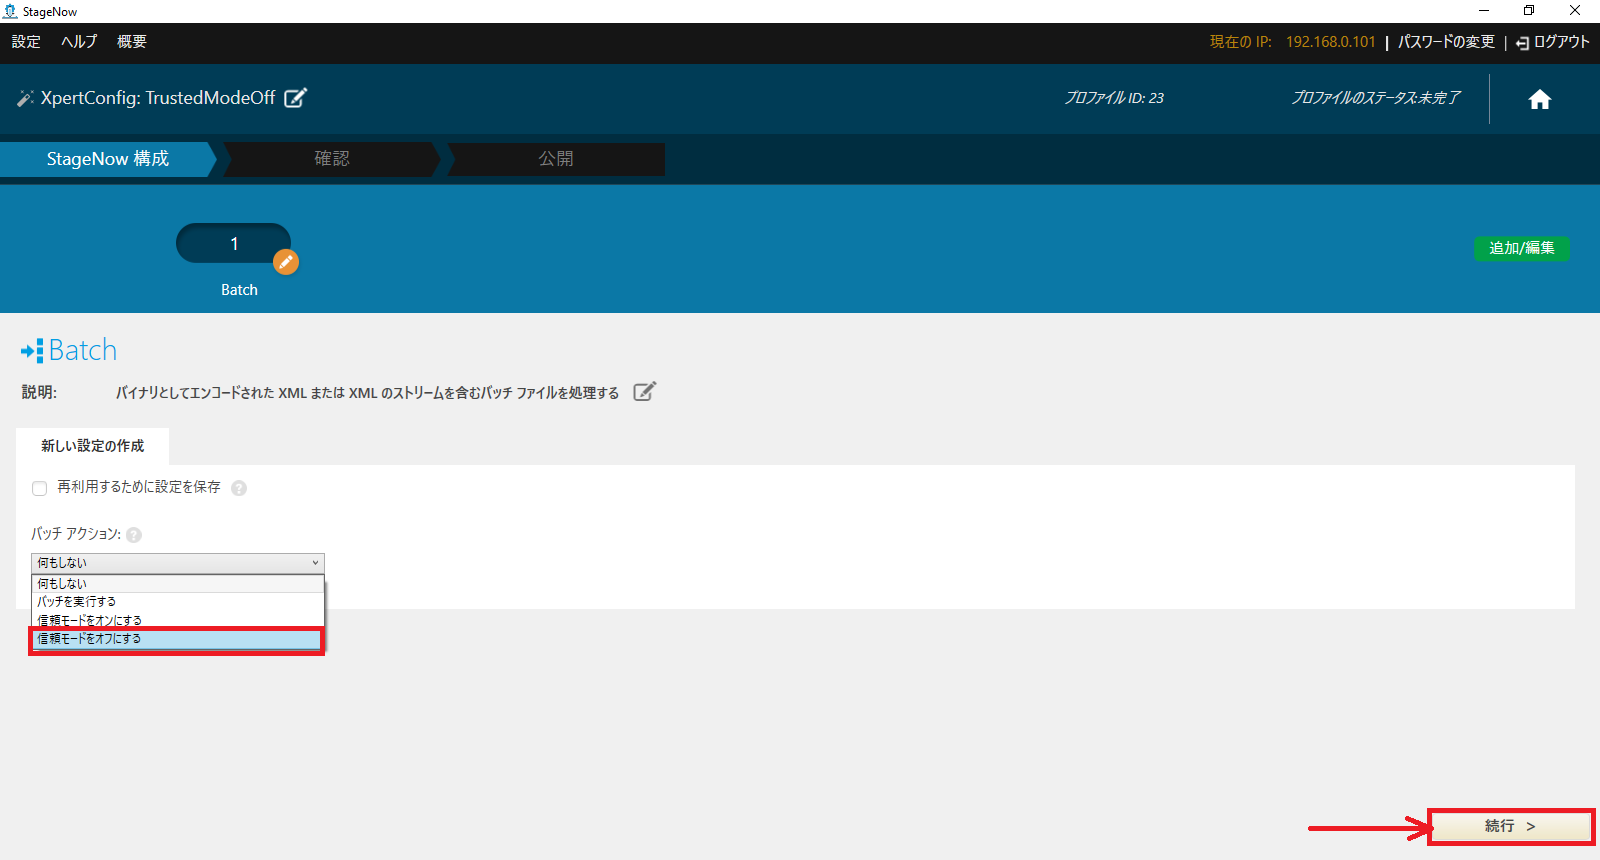 StageNow
設定 ヘルプ 概要 現在の IP: 192.168.0.101 | パスワードの変更 | ログアウト
XpertConfig: TrustedModeOff プロファイル ID: 23 プロファイルのステータス:未完了
StageNow 構成 確認 公開
1
追加/編集
Batch
Batch
説明: バイナリとしてエンコードされた XML または XML のストリームを含むバッチ ファイルを処理する
新しい設定の作成
再利用するために設定を保存 ?
バッチ アクション: ?
何もしない
何もしない
バッチを実行する
信頼モードをオンにする
信頼モードをオフにする
続行 >